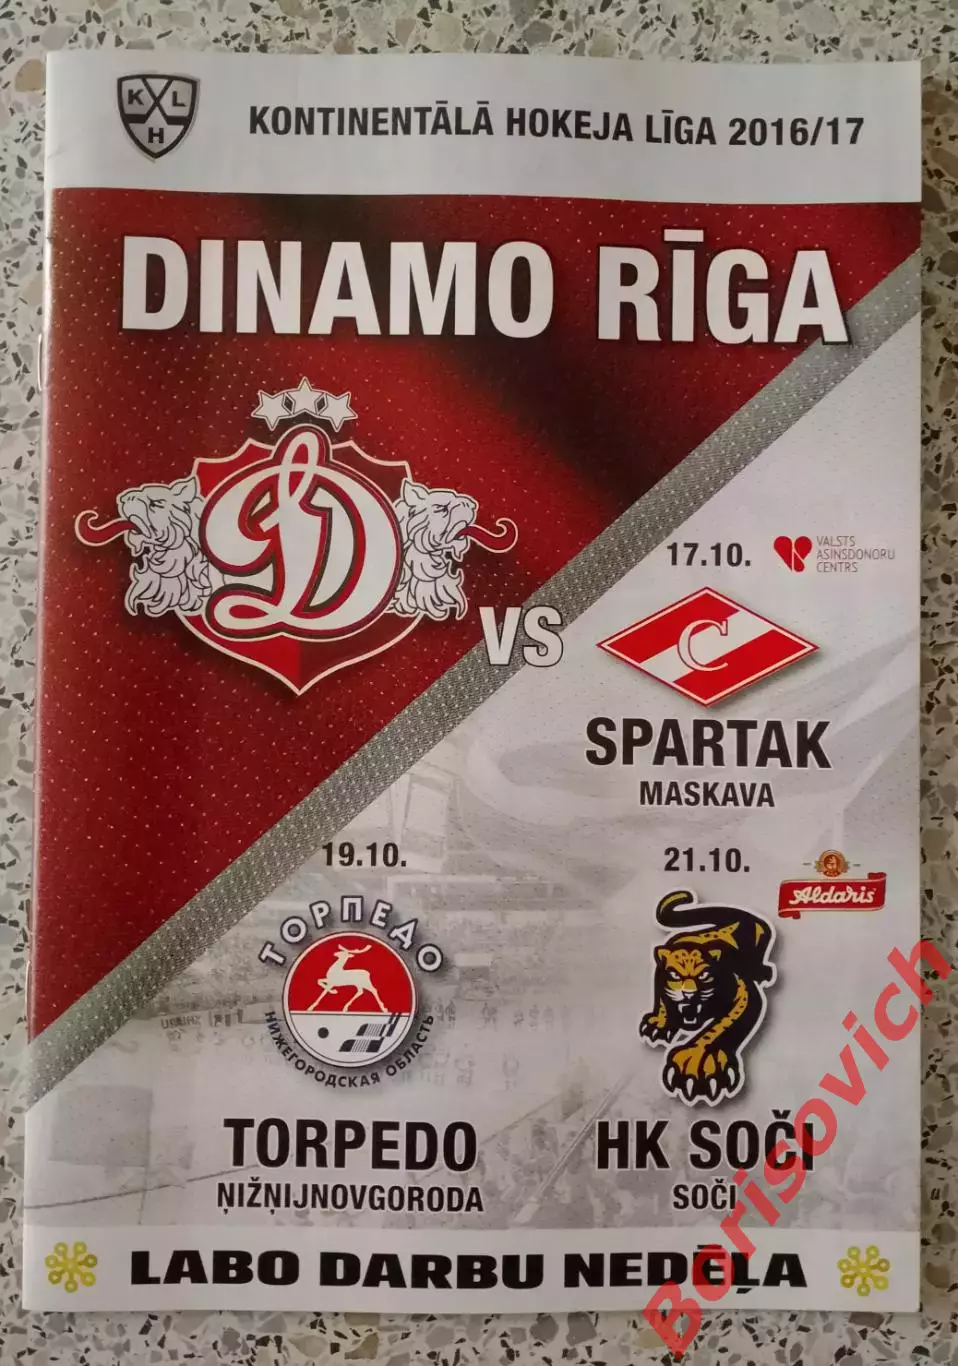 KHL
KONTINENTĀLĀ HOKEJA LĪGA 2016/17
DINAMO RĪGA
D
VS
17.10.
VALSTS
ASINSDONORU
CENTRS
C
SPARTAK
MASKAVA
19.10.
ТОРПЕДО
НИЖЕГОРОДСКАЯ ОБЛАСТЬ
TORPEDO
ŅIŽŅIJNOVGORODA
21.10.
Aldaris
HK SOČI
SOČI
LABO DARBU NEDĒĻA
Borisovich